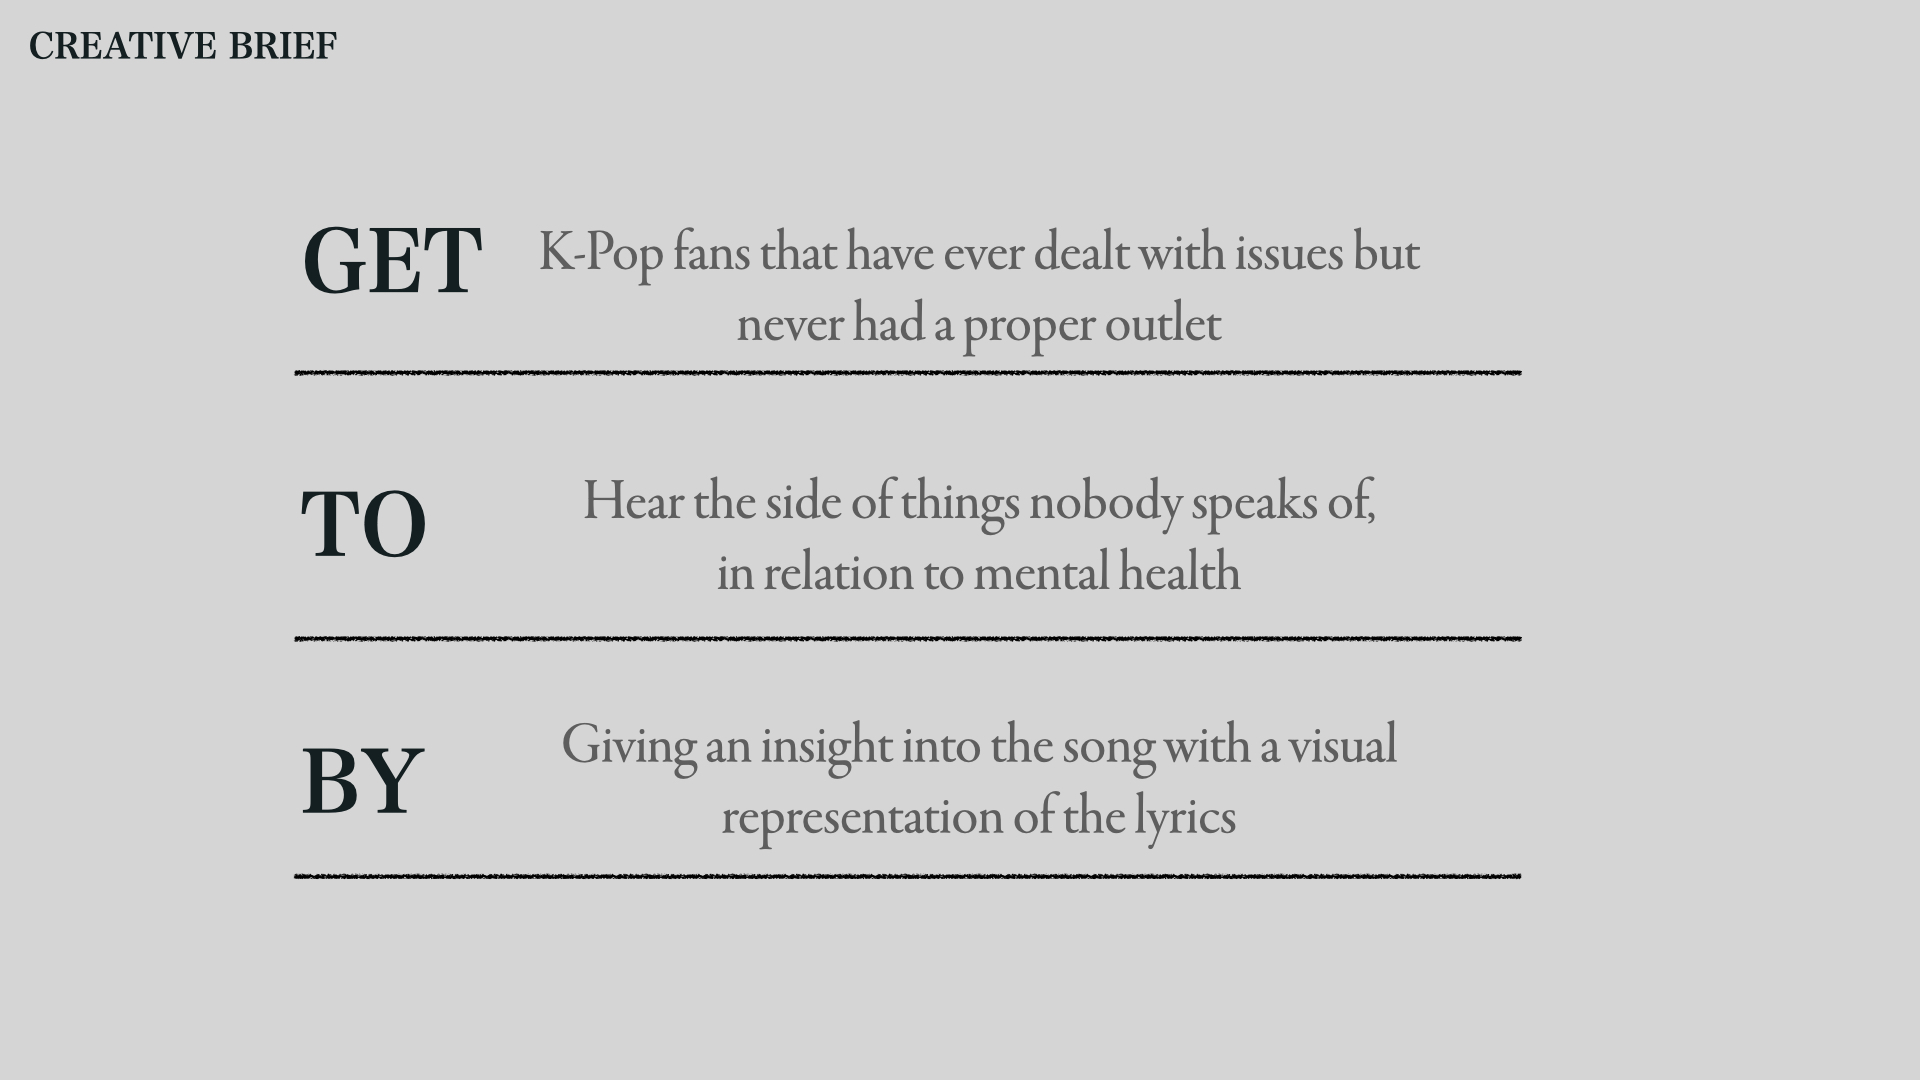 CREATIVE BRIEF
GET
K-Pop fans that have ever dealt with issues but
never had a proper outlet
TO
Hear the side of things nobody speaks of,
in relation to mental health
BY
Giving an insight into the song with a visual
representation of the lyrics